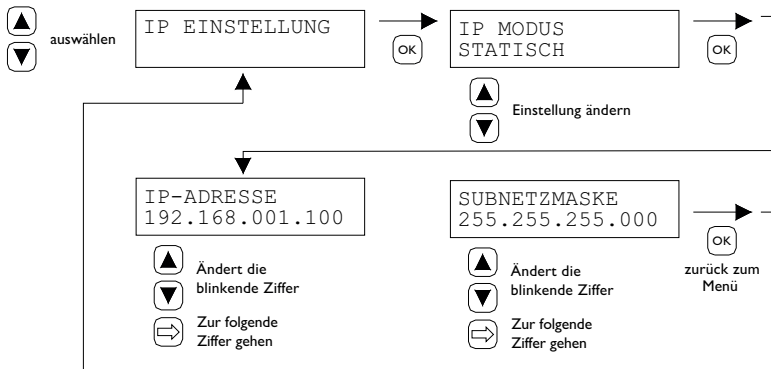 auswählen
IP EINSTELLUNG
OK
IP MODUS
STATISCH
OK
Einstellung ändern
IP-ADRESSE
192.168.001.100
Ändert die
blinkende Ziffer
Zur folgende
Ziffer gehen
SUBNETZMASKE
255.255.255.000
Ändert die
blinkende Ziffer
Zur folgende
Ziffer gehen
OK
zurück zum
Menü